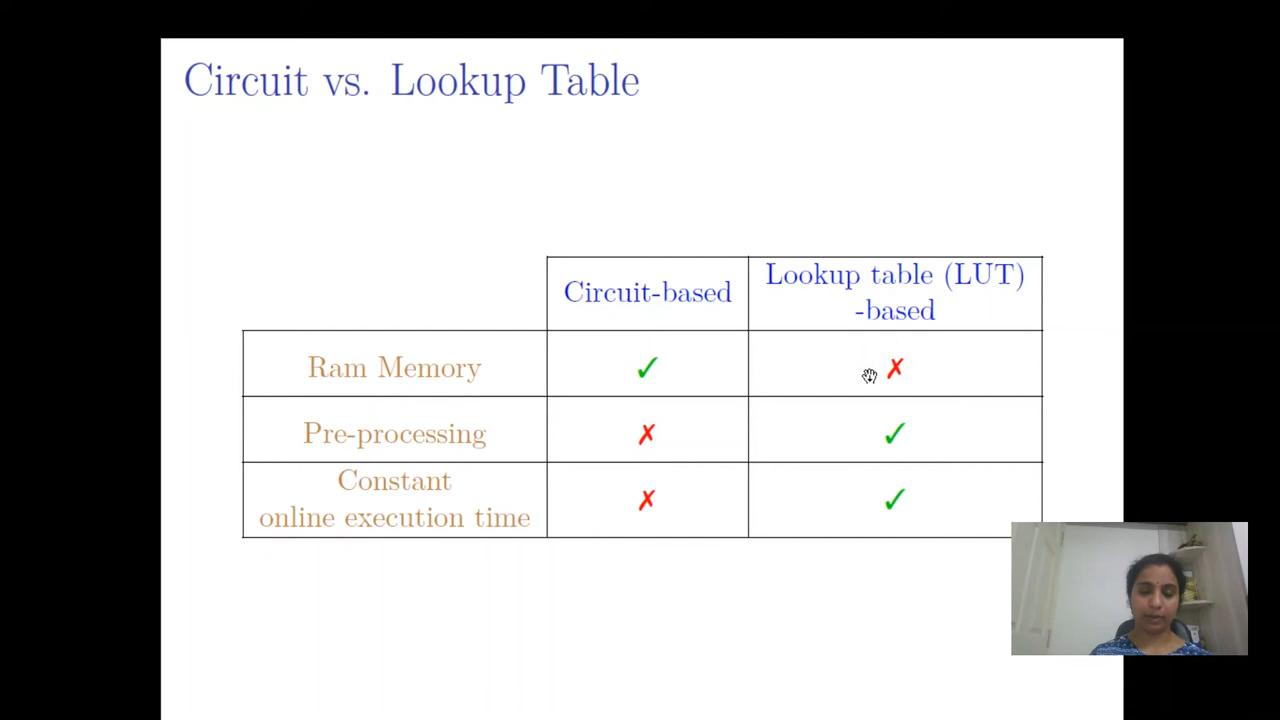 Circuit vs. Lookup Table
Circuit-based
Lookup table (LUT)
-based
Ram Memory ✓ ✗
Pre-processing ✗ ✓
Constant
online execution time ✗ ✓